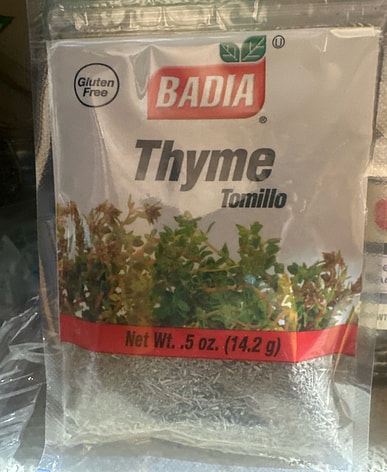 Gluten
Free
BADIA
Thyme
Tomillo
Net Wt. .5 oz. (14.2 g)